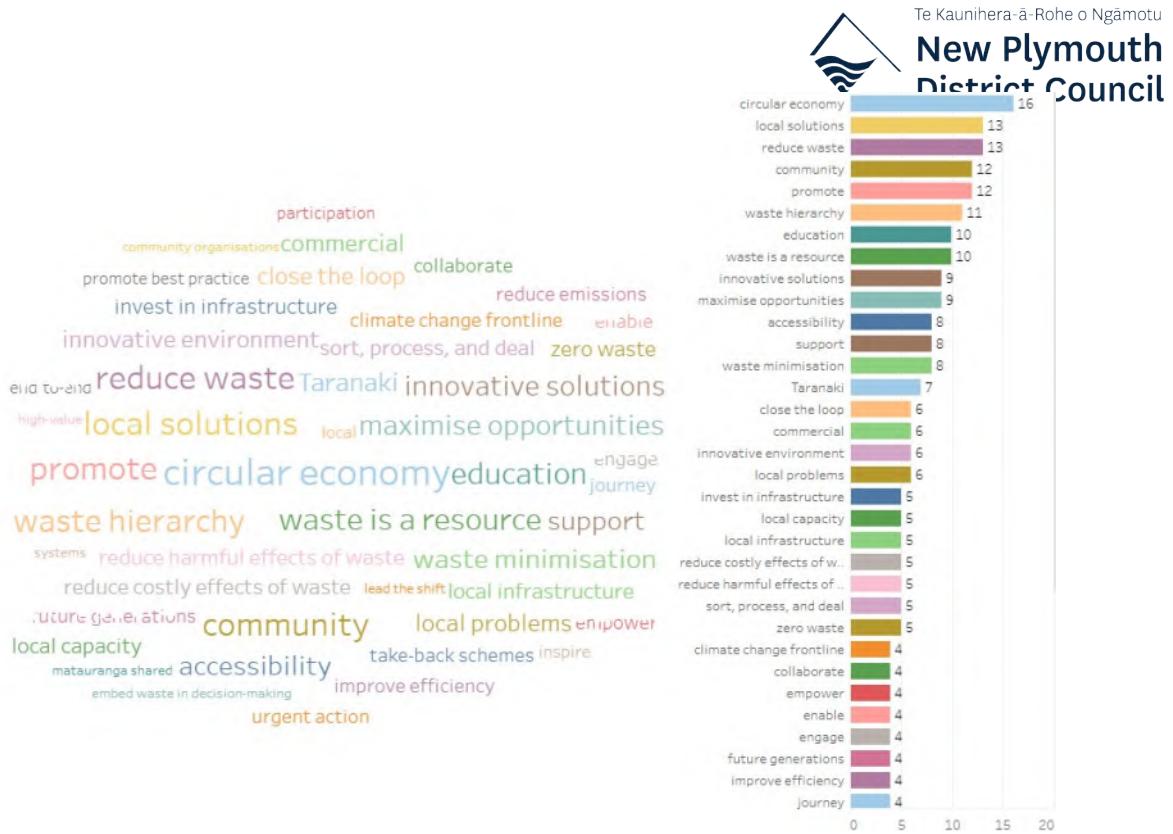 Te Kaunihera-ā-Rohe o Ngāmotu
New Plymouth
District Council
participation
community organisations commercial
promote best practice close the loop collaborate
invest in infrastructure reduce emissions
climate change frontline enable
innovative environment sort, process, and deal zero waste
end to-end reduce waste Taranaki innovative solutions
high-value local solutions local maximise opportunities
promote circular economy education engage
journey
waste hierarchy waste is a resource support
systems reduce harmful effects of waste waste minimisation
reduce costly effects of waste lead the shift local infrastructure
future generations community local problems empower
local capacity take-back schemes inspire
matauranga shared accessibility improve efficiency
embed waste in decision-making
urgent action
circular economy 16
local solutions 13
reduce waste 13
community 12
promote 12
waste hierarchy 11
education 10
waste is a resource 10
innovative solutions 9
maximise opportunities 9
accessibility 8
support 8
waste minimisation 8
Taranaki 7
close the loop 6
commercial 6
innovative environment 6
local problems 6
invest in infrastructure 5
local capacity 5
local infrastructure 5
reduce costly effects of w.. 5
reduce harmful effects of .. 5
sort, process, and deal 5
zero waste 5
climate change frontline 4
collaborate 4
empower 4
enable 4
engage 4
future generations 4
improve efficiency 4
journey 4
0 5 10 15 20